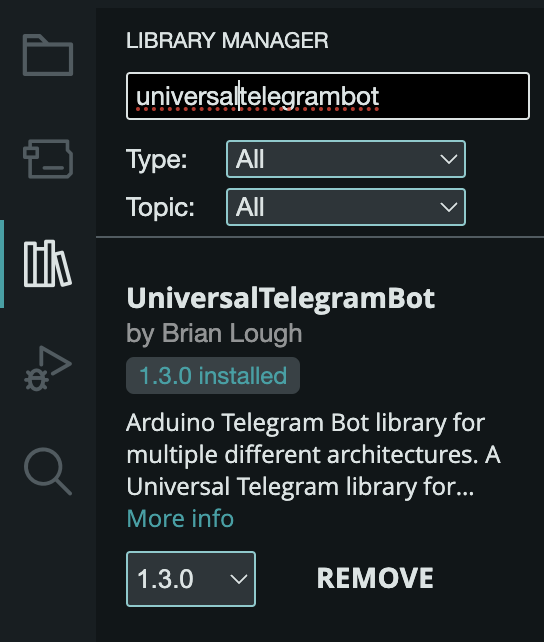 LIBRARY MANAGER
universaltelegrambot
Type: All
Topic: All
UniversalTelegramBot
by Brian Lough
1.3.0 installed
Arduino Telegram Bot library for
multiple different architectures. A
Universal Telegram library for...
More info
1.3.0 REMOVE